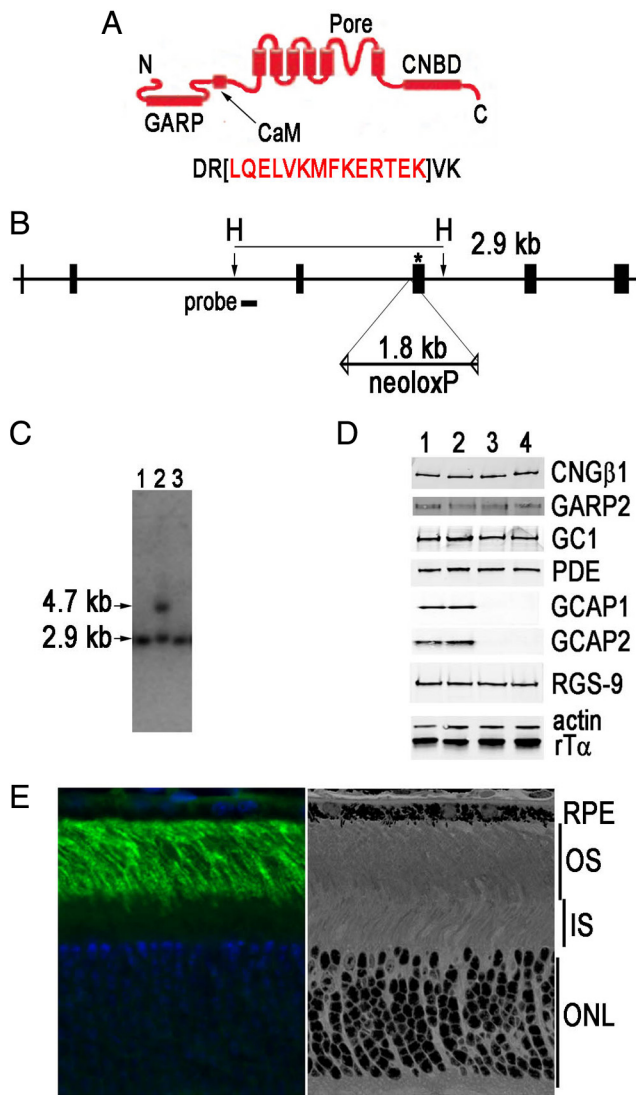 A
Pore
N
CNBD
GARP
CaM
C
DR[LQELVKMFKERTEK]VK
B
H H
2.9 kb
*
probe
1.8 kb
neoloxP
C
1 2 3
4.7 kb
2.9 kb
D
1 2 3 4
CNGβ1
GARP2
GC1
PDE
GCAP1
GCAP2
RGS-9
actin
rTα
E
RPE
OS
IS
ONL